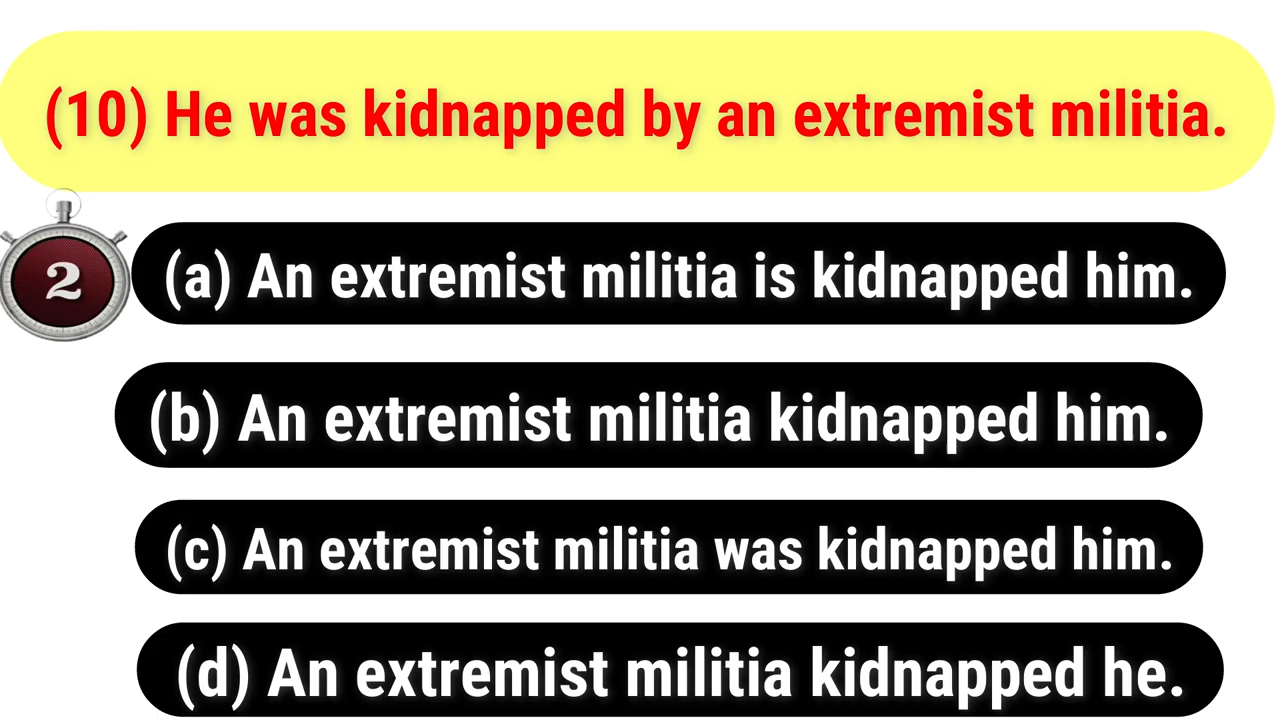 (10) He was kidnapped by an extremist militia.
2
(a) An extremist militia is kidnapped him.
(b) An extremist militia kidnapped him.
(c) An extremist militia was kidnapped him.
(d) An extremist militia kidnapped he.